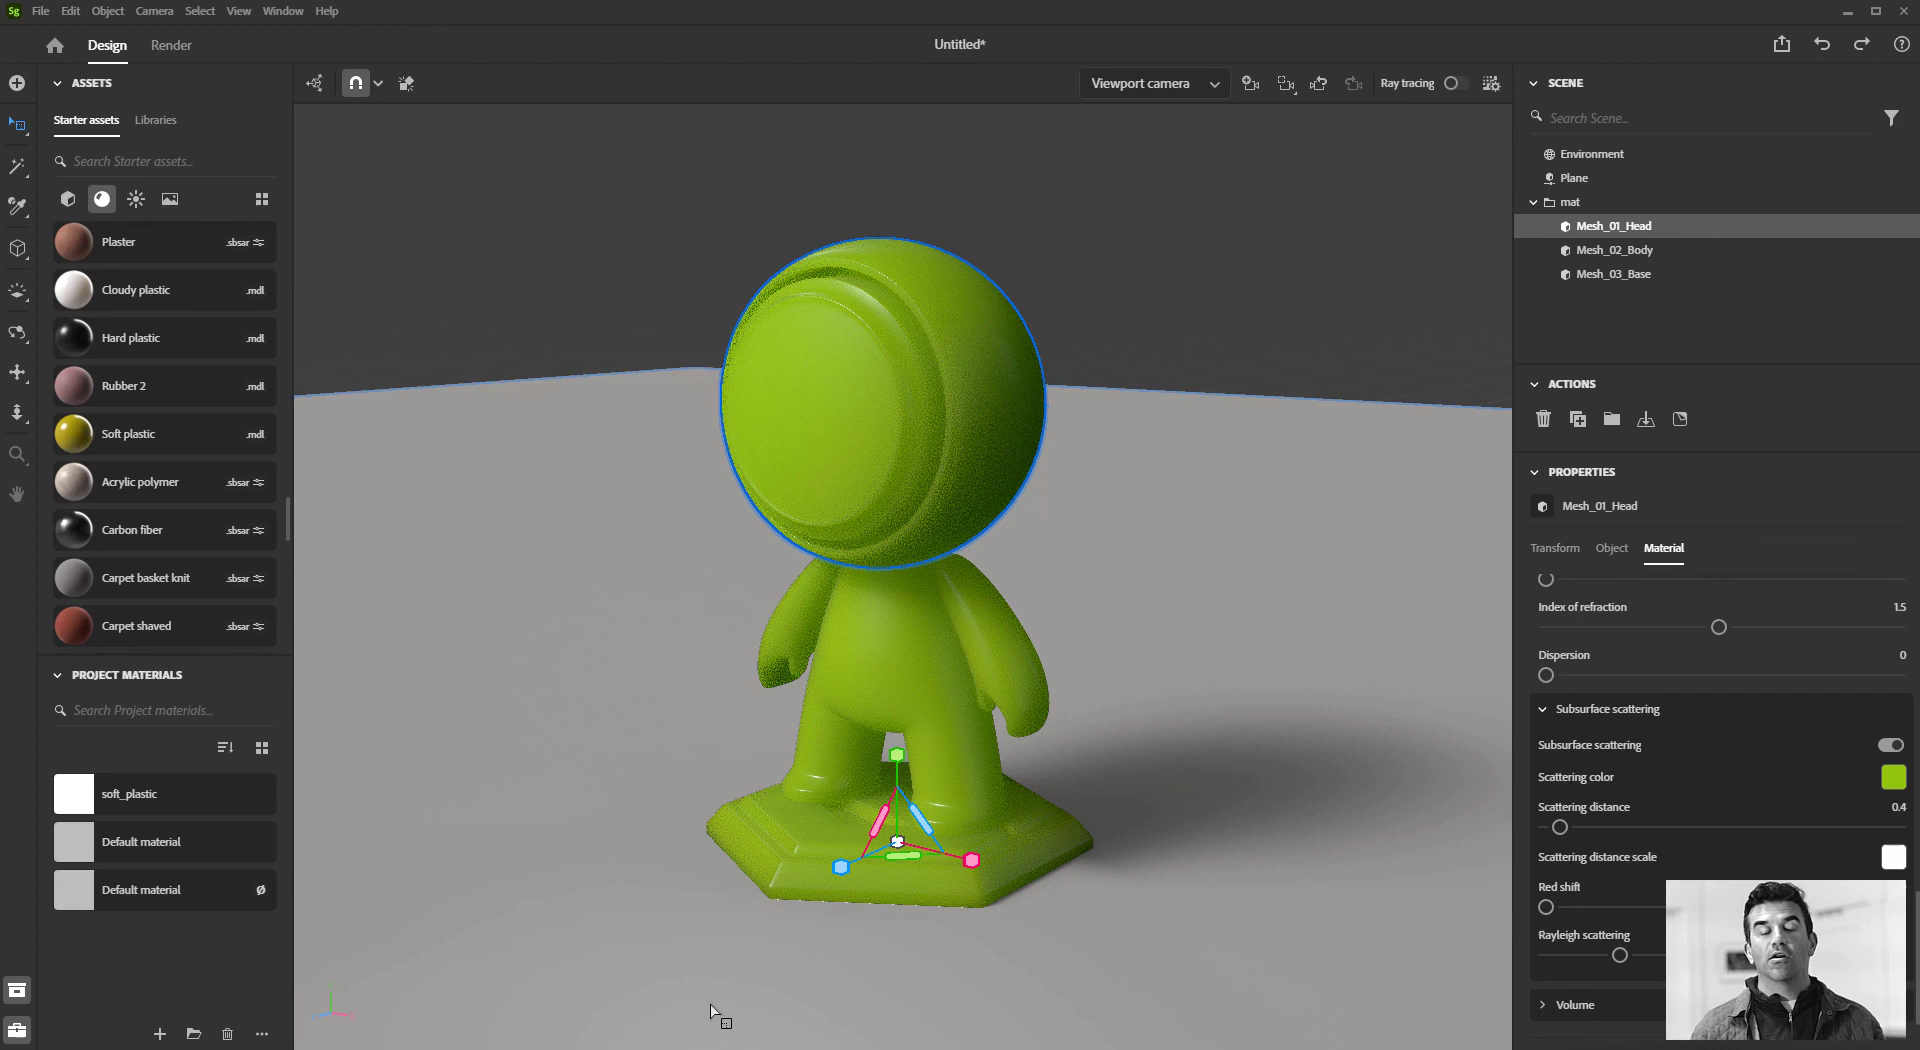 Sg File Edit Object Camera Select View Window Help
Design Render Untitled*
ASSETS
Starter assets Libraries
Search Starter assets...
Plaster .sbsar
Cloudy plastic .mdl
Hard plastic .mdl
Rubber 2 .mdl
Soft plastic .mdl
Acrylic polymer .sbsar
Carbon fiber .sbsar
Carpet basket knit .sbsar
Carpet shaved .sbsar
PROJECT MATERIALS
Search Project materials...
soft_plastic
Default material
Default material
Viewport camera Ray tracing
SCENE
Search Scene...
Environment
Plane
mat
Mesh_01_Head
Mesh_02_Body
Mesh_03_Base
ACTIONS
PROPERTIES
Mesh_01_Head
Transform Object Material
Index of refraction 1.5
Dispersion 0
Subsurface scattering
Subsurface scattering
Scattering color
Scattering distance 0.4
Scattering distance scale
Red shift
Rayleigh scattering
Volume